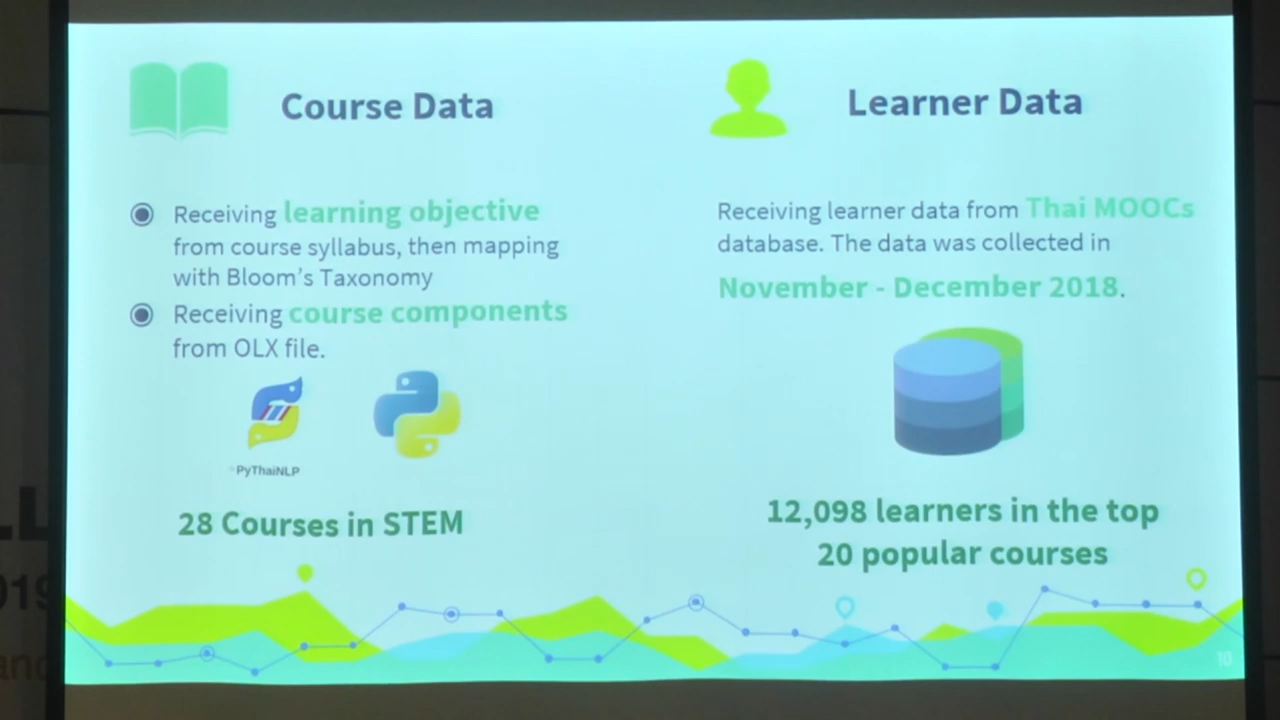 Course Data
Receiving learning objective
from course syllabus, then mapping
with Bloom's Taxonomy
Receiving course components
from OLX file.
PyThaiNLP
28 Courses in STEM
Learner Data
Receiving learner data from Thai MOOCs
database. The data was collected in
November - December 2018.
12,098 learners in the top
20 popular courses
10